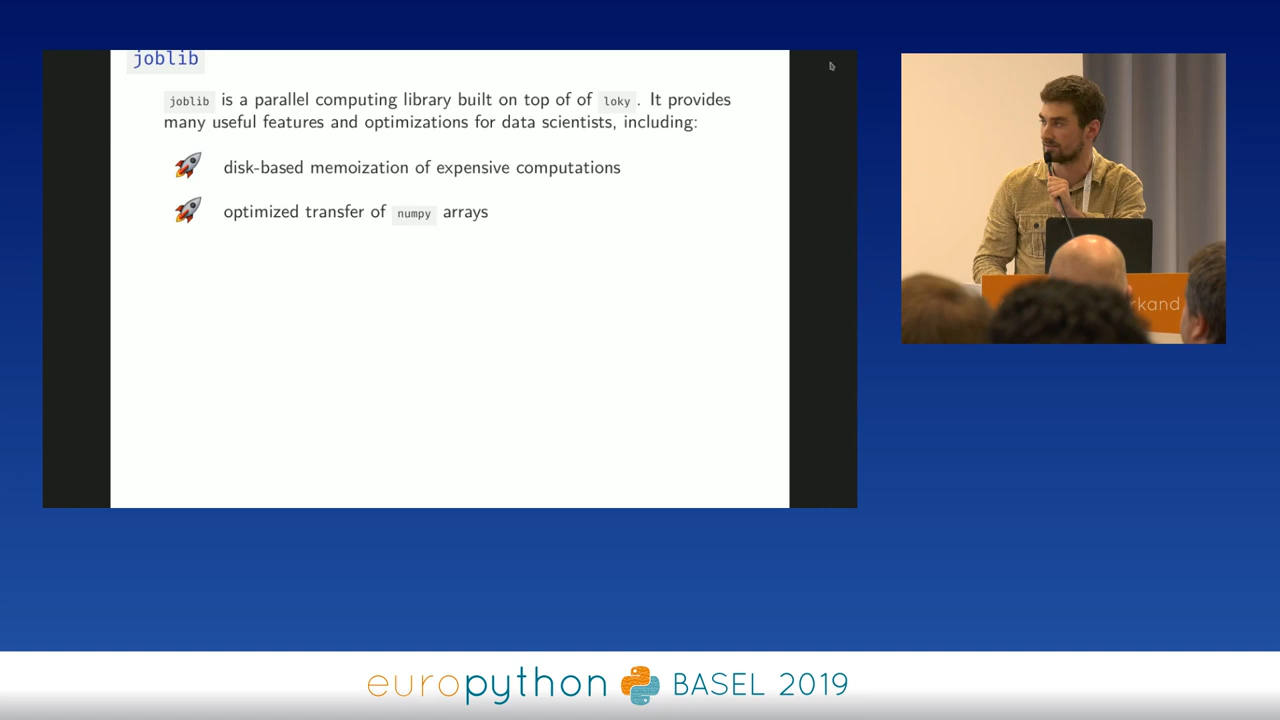 joblib
joblib is a parallel computing library built on top of of loky . It provides
many useful features and optimizations for data scientists, including:
disk-based memoization of expensive computations
optimized transfer of numpy arrays
rkand
europython BASEL 2019